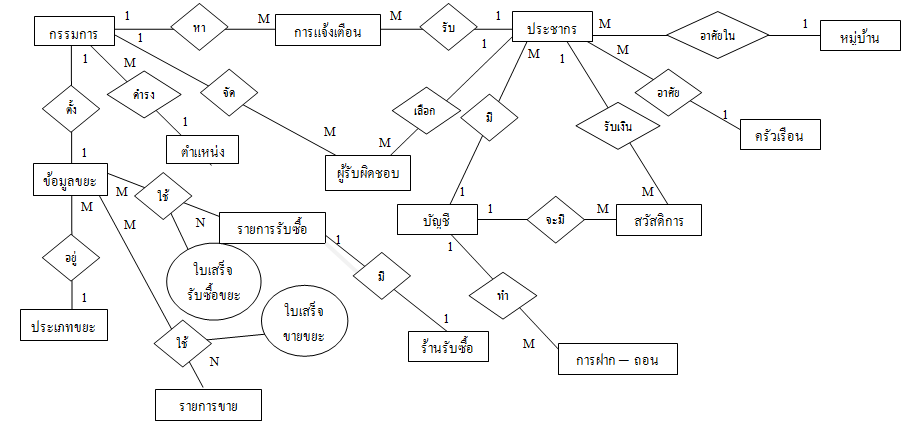 1 M M 1 M 1
กรรมการ หา การแจ้งเตือน รับ ประชากร อาศัยใน หมู่บ้าน
1 1 M 1 M 1 M
ตั้ง ดำรง จัด เลือก มี รับเงิน อาศัย
1 1 M M 1 M 1
ข้อมูลขยะ ตำแหน่ง ผู้รับผิดชอบ ครัวเรือน
M M ใช้ N
M
รายการรับซื้อ บัญชี 1 จะมี M สวัสดิการ
อยู่ 1 มี 1 ทำ
ใบเสร็จ
รับซื้อขยะ
1 1 M
ประเภทขยะ
ใบเสร็จ
ขายขยะ
ใช้ N
ร้านรับซื้อ การฝาก – ถอน
รายการขาย